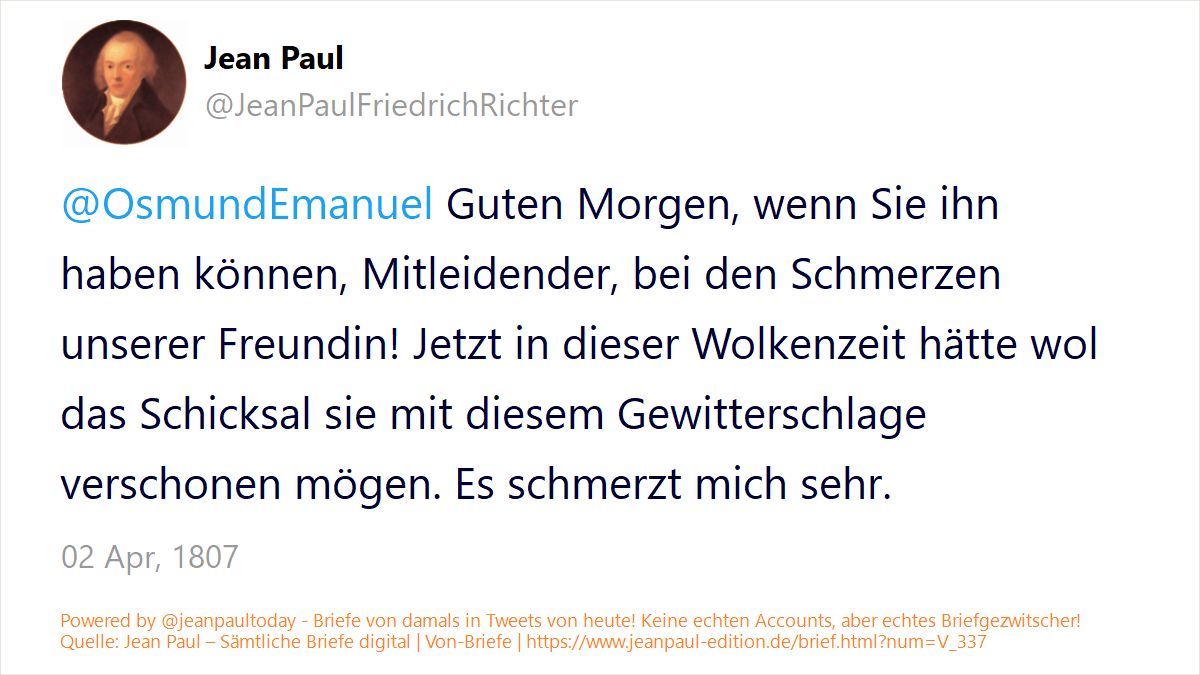 Jean Paul
@JeanPaulFriedrichRichter
@OsmundEmanuel Guten Morgen, wenn Sie ihn
haben können, Mitleidender, bei den Schmerzen
unserer Freundin! Jetzt in dieser Wolkenzeit hätte wol
das Schicksal sie mit diesem Gewitterschlage
verschonen mögen. Es schmerzt mich sehr.
02 Apr, 1807
Powered by @jeanpaultoday - Briefe von damals in Tweets von heute! Keine echten Accounts, aber echtes Briefgezwitscher!
Quelle: Jean Paul – Sämtliche Briefe digital | Von-Briefe | https://www.jeanpaul-edition.de/brief.html?num=V_337